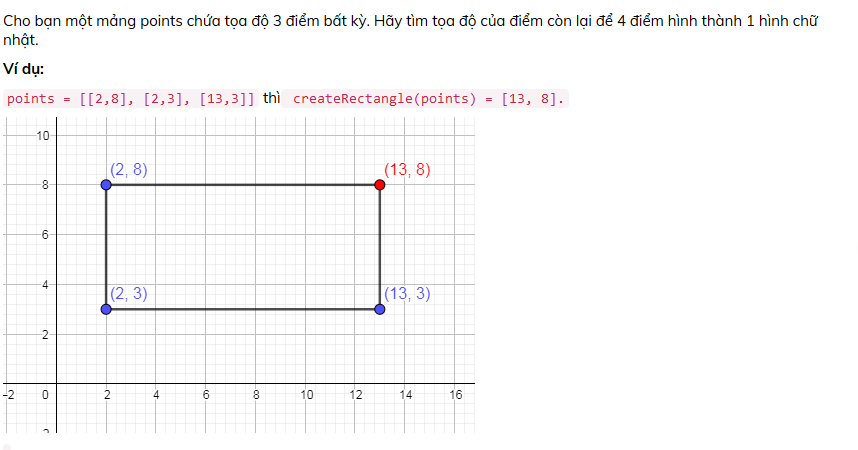 Cho bạn một mảng points chứa tọa độ 3 điểm bất kỳ. Hãy tìm tọa độ của điểm còn lại để 4 điểm hình thành 1 hình chữ
nhật.
Ví dụ:
points = [[2,8], [2,3], [13,3]] thì createRectangle(points) = [13, 8].
10
(2, 8) (13, 8)
8
6
4
(2, 3) (13, 3)
2
-2 0 2 4 6 8 10 12 14 16